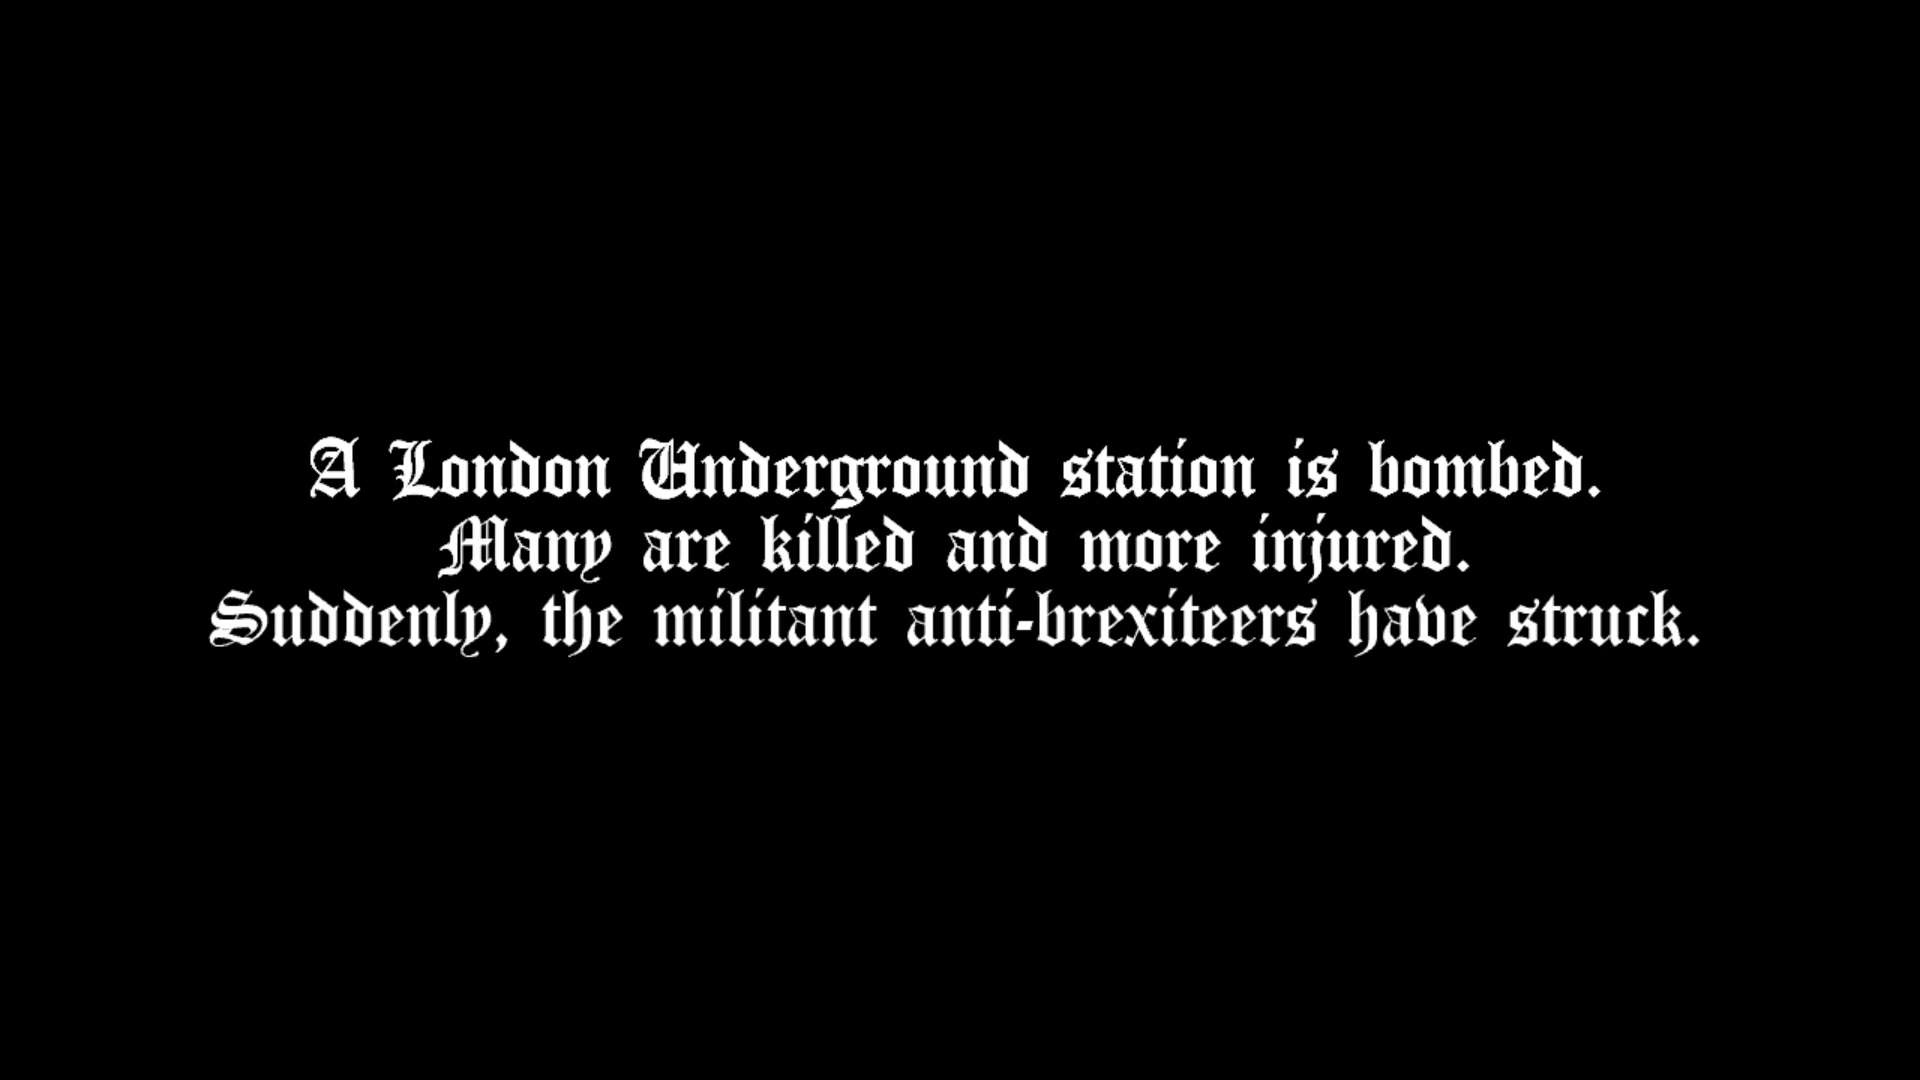 A London Underground station is bombed.
Many are killed and more injured.
Suddenly, the militant anti-brexiteers have struck.